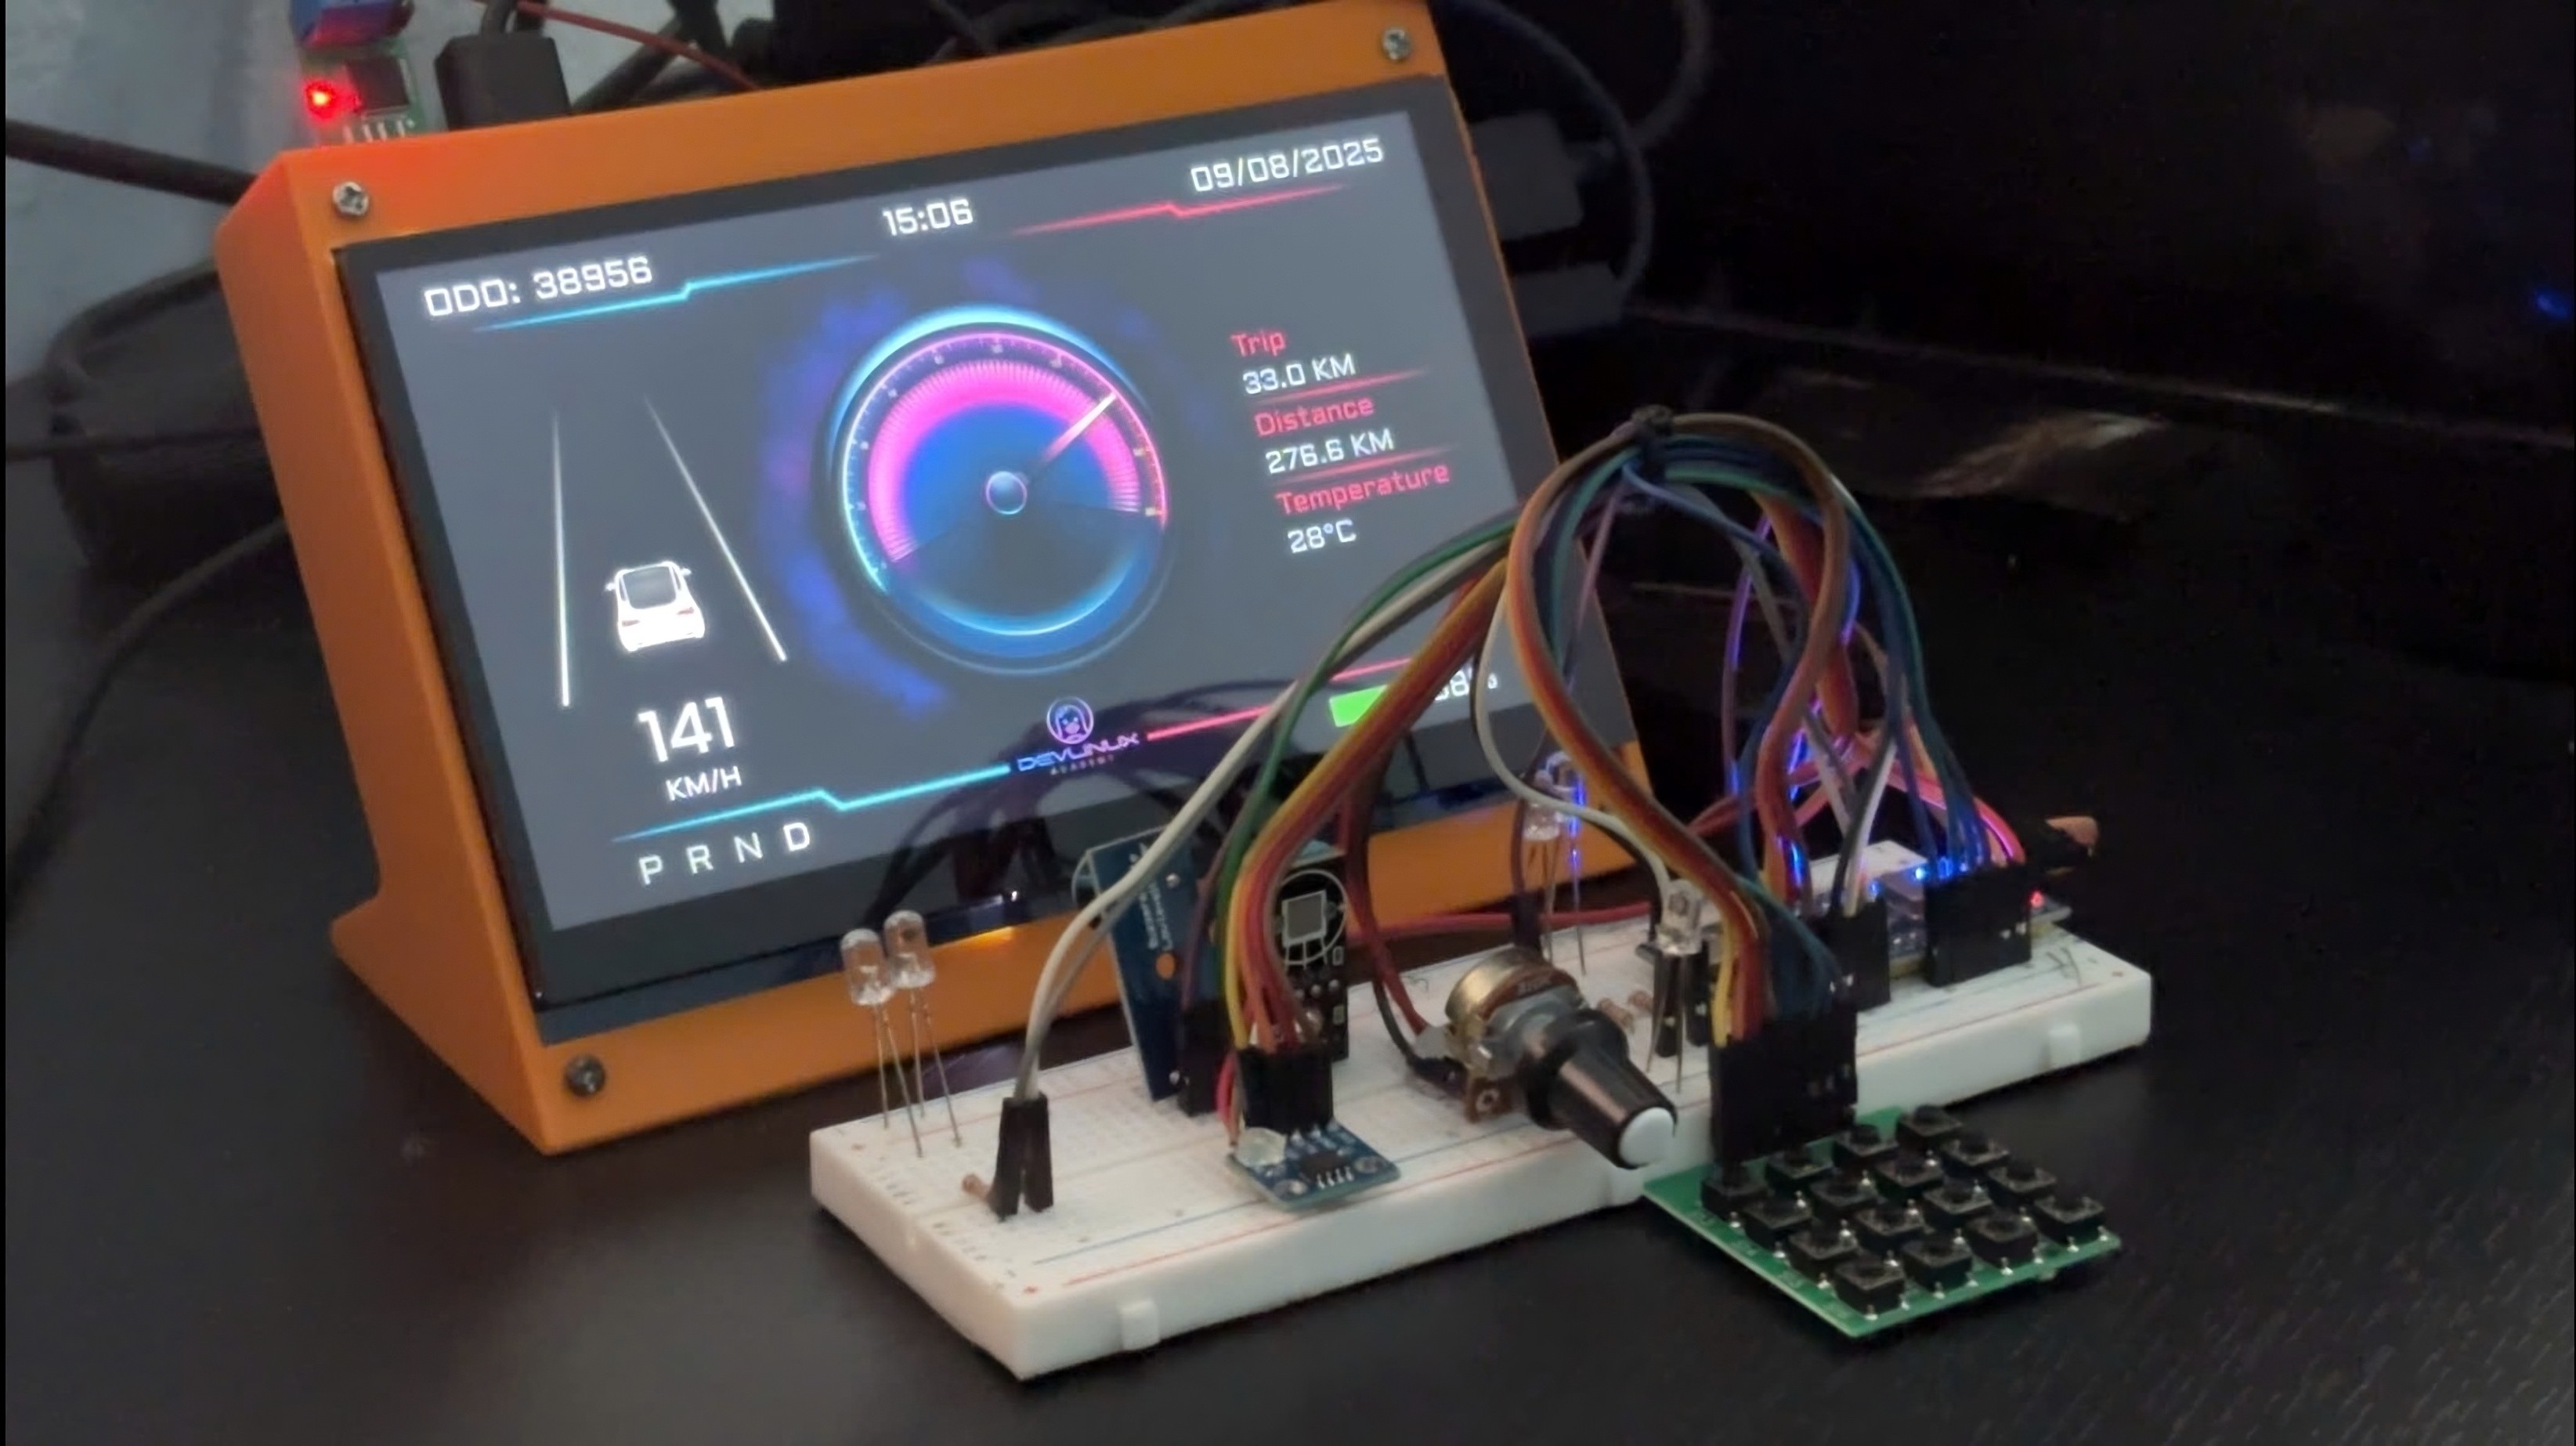 09/08/2025
15:06
ODO: 38956
Trip
33.0 KM
Distance
276.6 KM
Temperature
28°C
141
KM/H
DEVLINUX
ACADEMY
P R N D